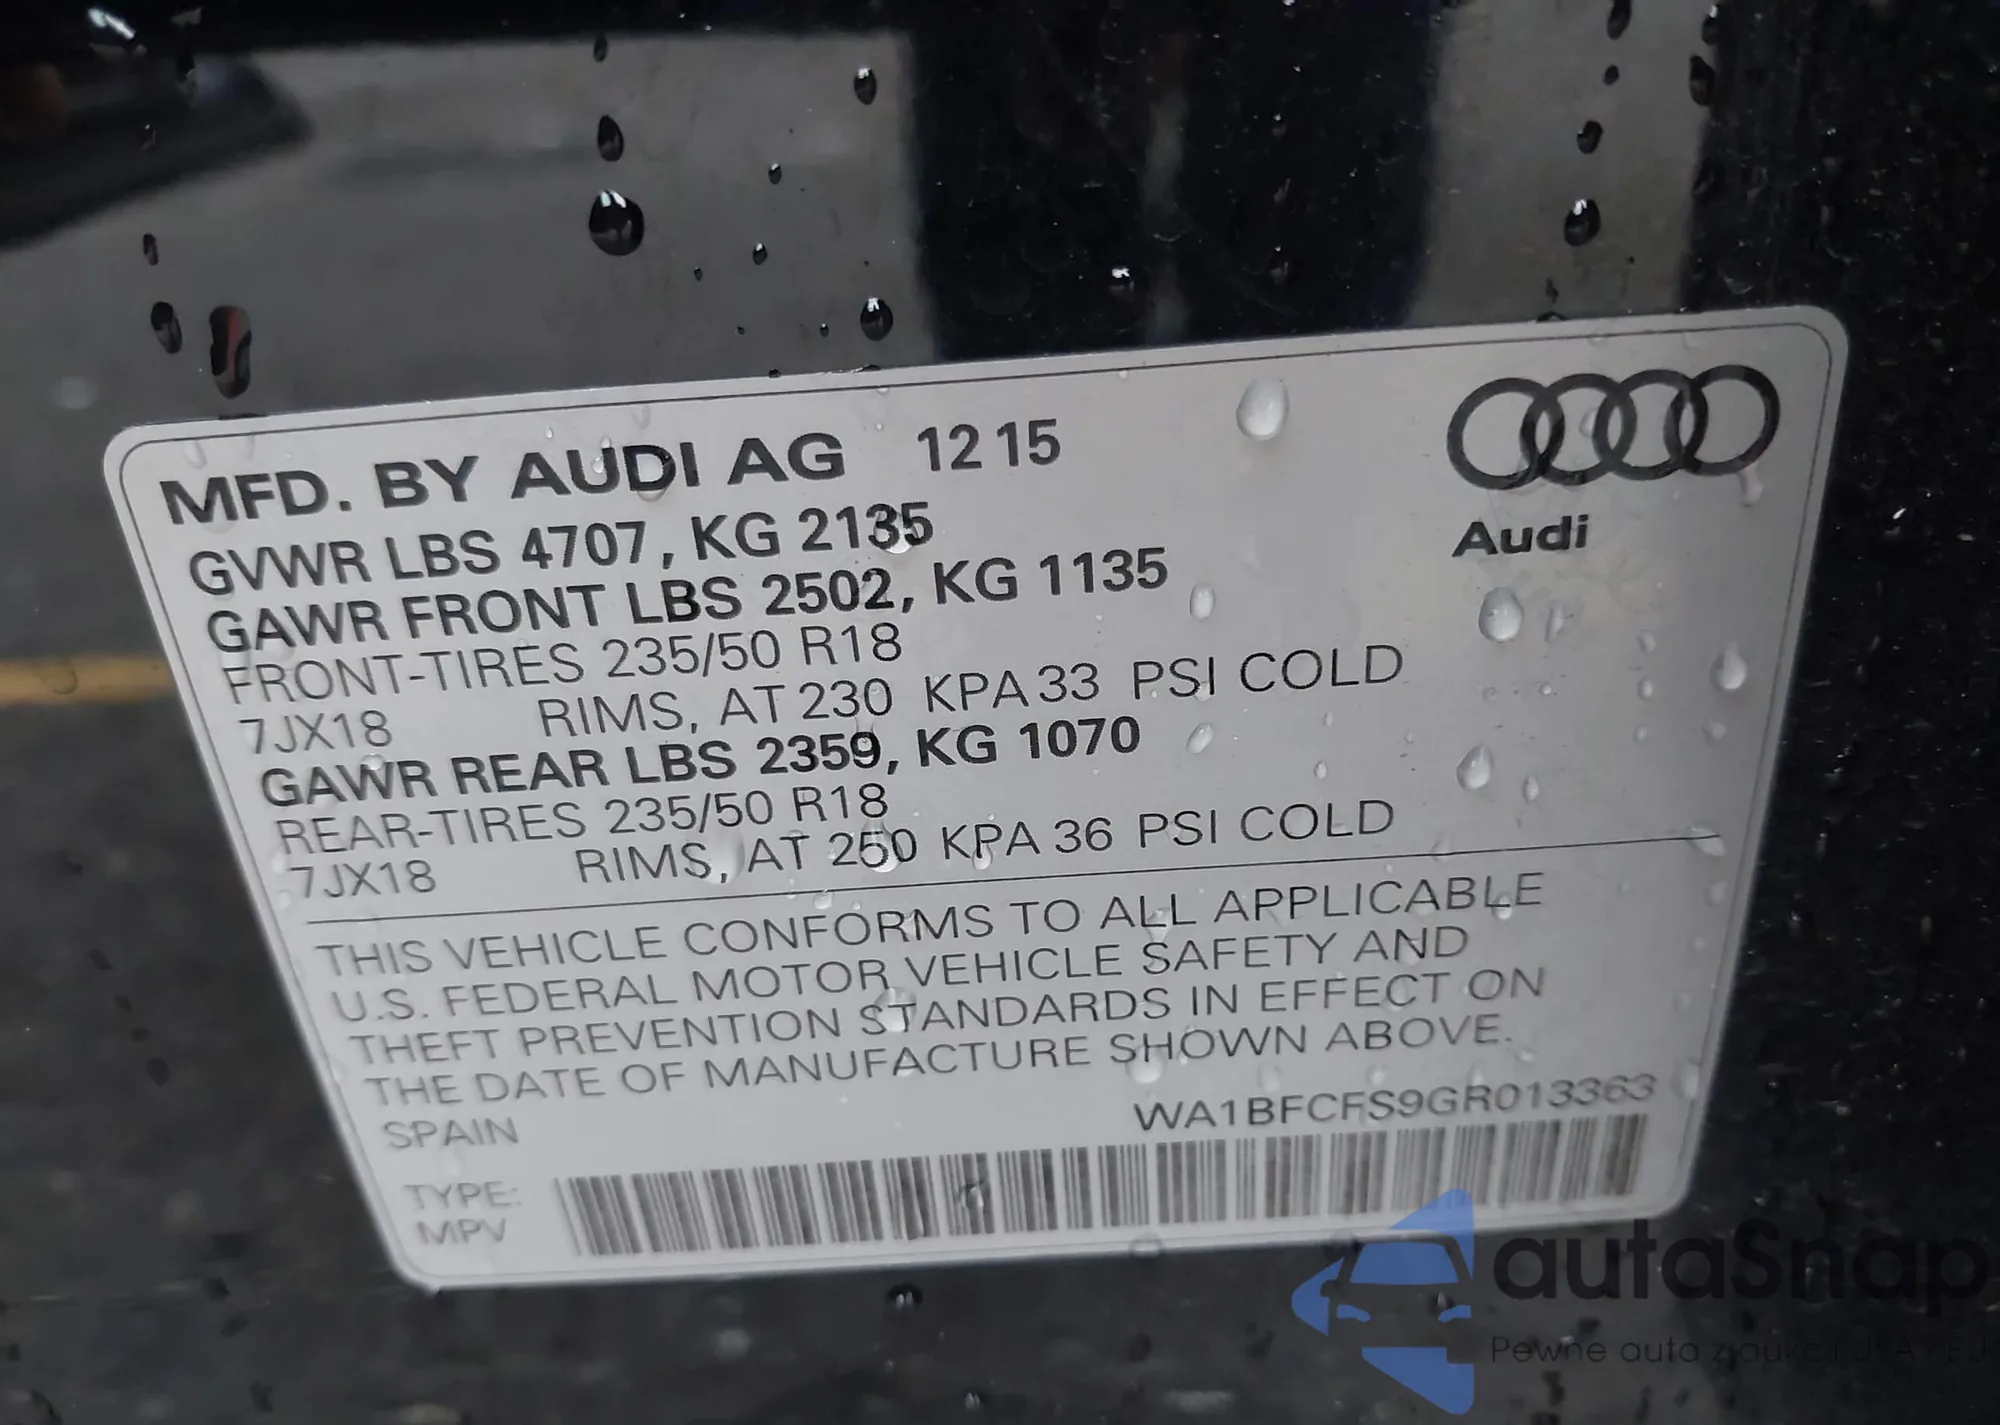 MFD. BY AUDI AG 12 15
GVWR LBS 4707, KG 2135
GAWR FRONT LBS 2502, KG 1135
FRONT-TIRES 235/50 R18
7JX18 RIMS, AT 230 KPA 33 PSI COLD
GAWR REAR LBS 2359, KG 1070
REAR-TIRES 235/50 R18
7JX18 RIMS, AT 250 KPA 36 PSI COLD
Audi
THIS VEHICLE CONFORMS TO ALL APPLICABLE
U.S. FEDERAL MOTOR VEHICLE SAFETY AND
THEFT PREVENTION STANDARDS IN EFFECT ON
THE DATE OF MANUFACTURE SHOWN ABOVE.
SPAIN
WA1BFCFS9GR013363
TYPE:
MPV
autaSnap
Pewne auta z aukcji